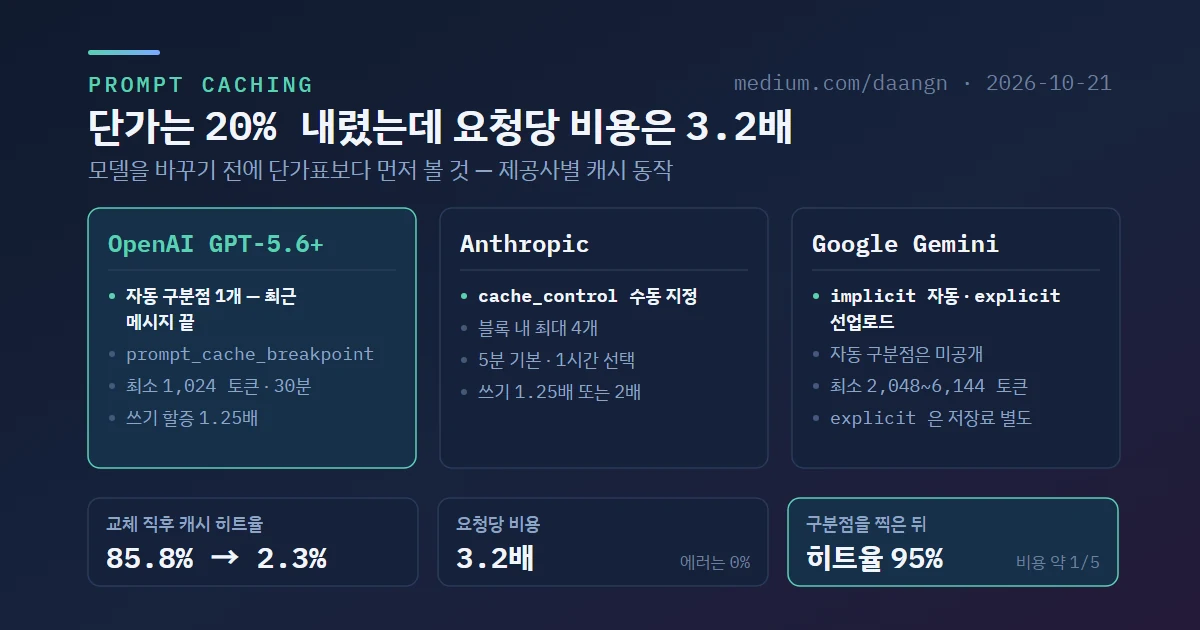 PROMPT CACHING
medium.com/daangn · 2026-10-21
단가는 20% 내렸는데 요청당 비용은 3.2배
모델을 바꾸기 전에 단가표보다 먼저 볼 것 — 제공사별 캐시 동작
OpenAI GPT-5.6+
자동 구분점 1개 — 최근
메시지 끝
prompt_cache_breakpoint
최소 1,024 토큰 · 30분
쓰기 할증 1.25배
Anthropic
cache_control 수동 지정
블록 내 최대 4개
5분 기본 · 1시간 선택
쓰기 1.25배 또는 2배
Google Gemini
implicit 자동 · explicit
선업로드
자동 구분점은 미공개
최소 2,048~6,144 토큰
explicit 은 저장료 별도
교체 직후 캐시 히트율
85.8% → 2.3%
요청당 비용
3.2배
에러는 0%
구분점을 찍은 뒤
히트율 95%
비용 약 1/5